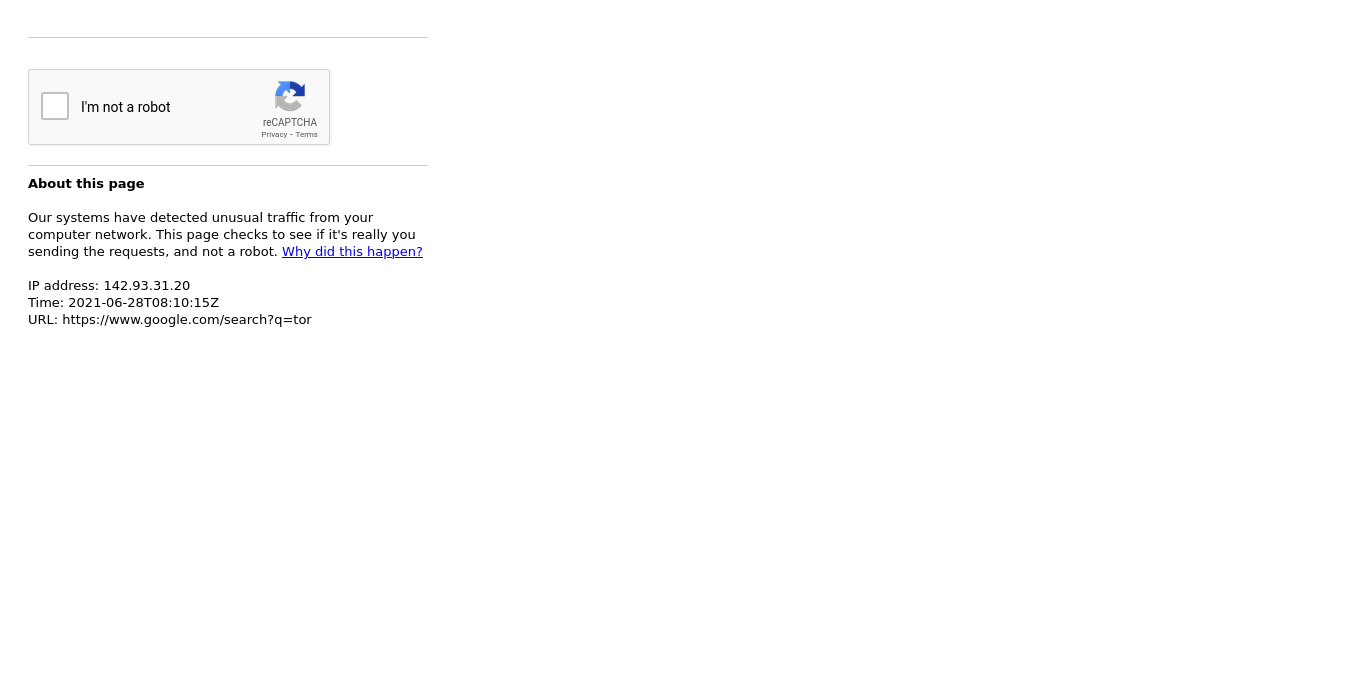 I'm not a robot
reCAPTCHA
Privacy - Terms
About this page
Our systems have detected unusual traffic from your
computer network. This page checks to see if it's really you
sending the requests, and not a robot. Why did this happen?
IP address: 142.93.31.20
Time: 2021-06-28T08:10:15Z
URL: https://www.google.com/search?q=tor